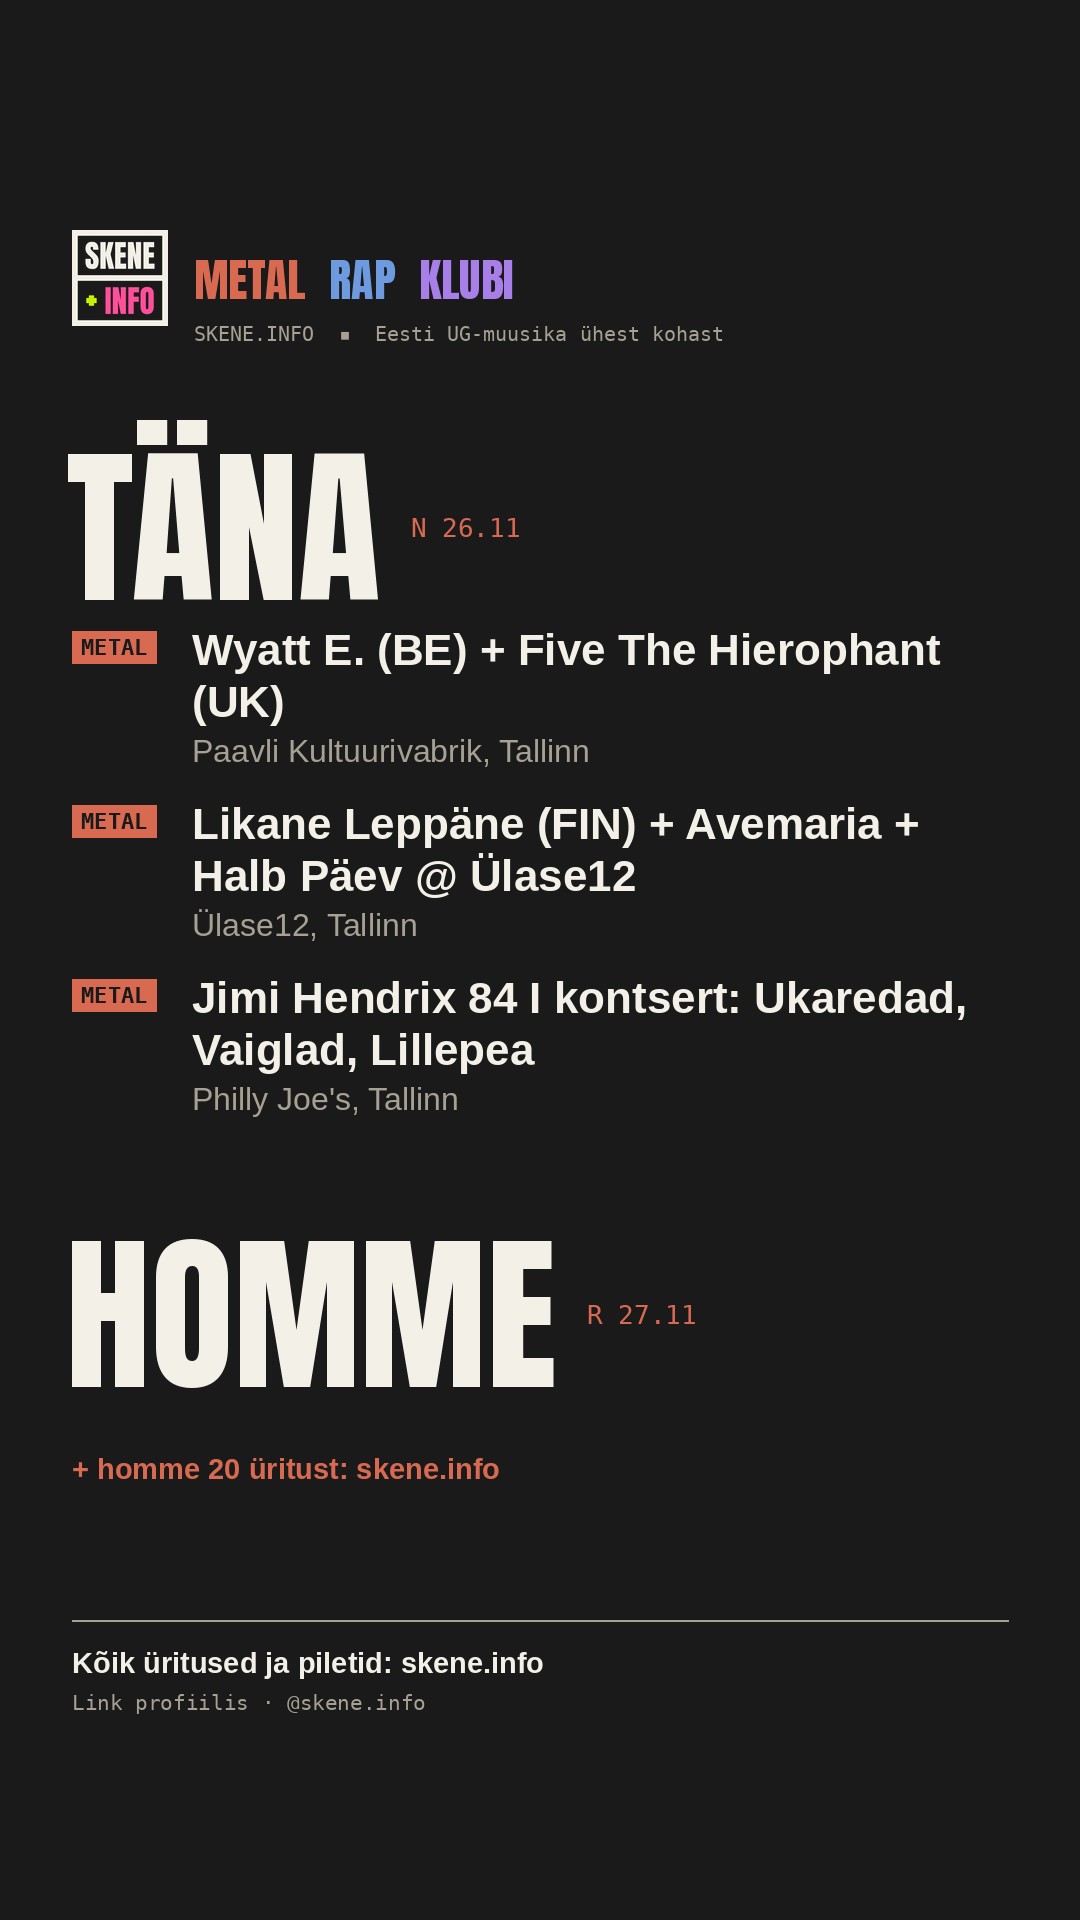 SKENE
+ INFO
METAL RAP KLUBI
SKENE.INFO ▪ Eesti UG-muusika ühest kohast
TÄNA N 26.11
METAL Wyatt E. (BE) + Five The Hierophant
(UK)
Paavli Kultuurivabrik, Tallinn
METAL Likane Leppäne (FIN) + Avemaria +
Halb Päev @ Ülase12
Ülase12, Tallinn
METAL Jimi Hendrix 84 I kontsert: Ukaredad,
Vaiglad, Lillepea
Philly Joe's, Tallinn
HOMME R 27.11
+ homme 20 üritust: skene.info
Kõik üritused ja piletid: skene.info
Link profiilis · @skene.info